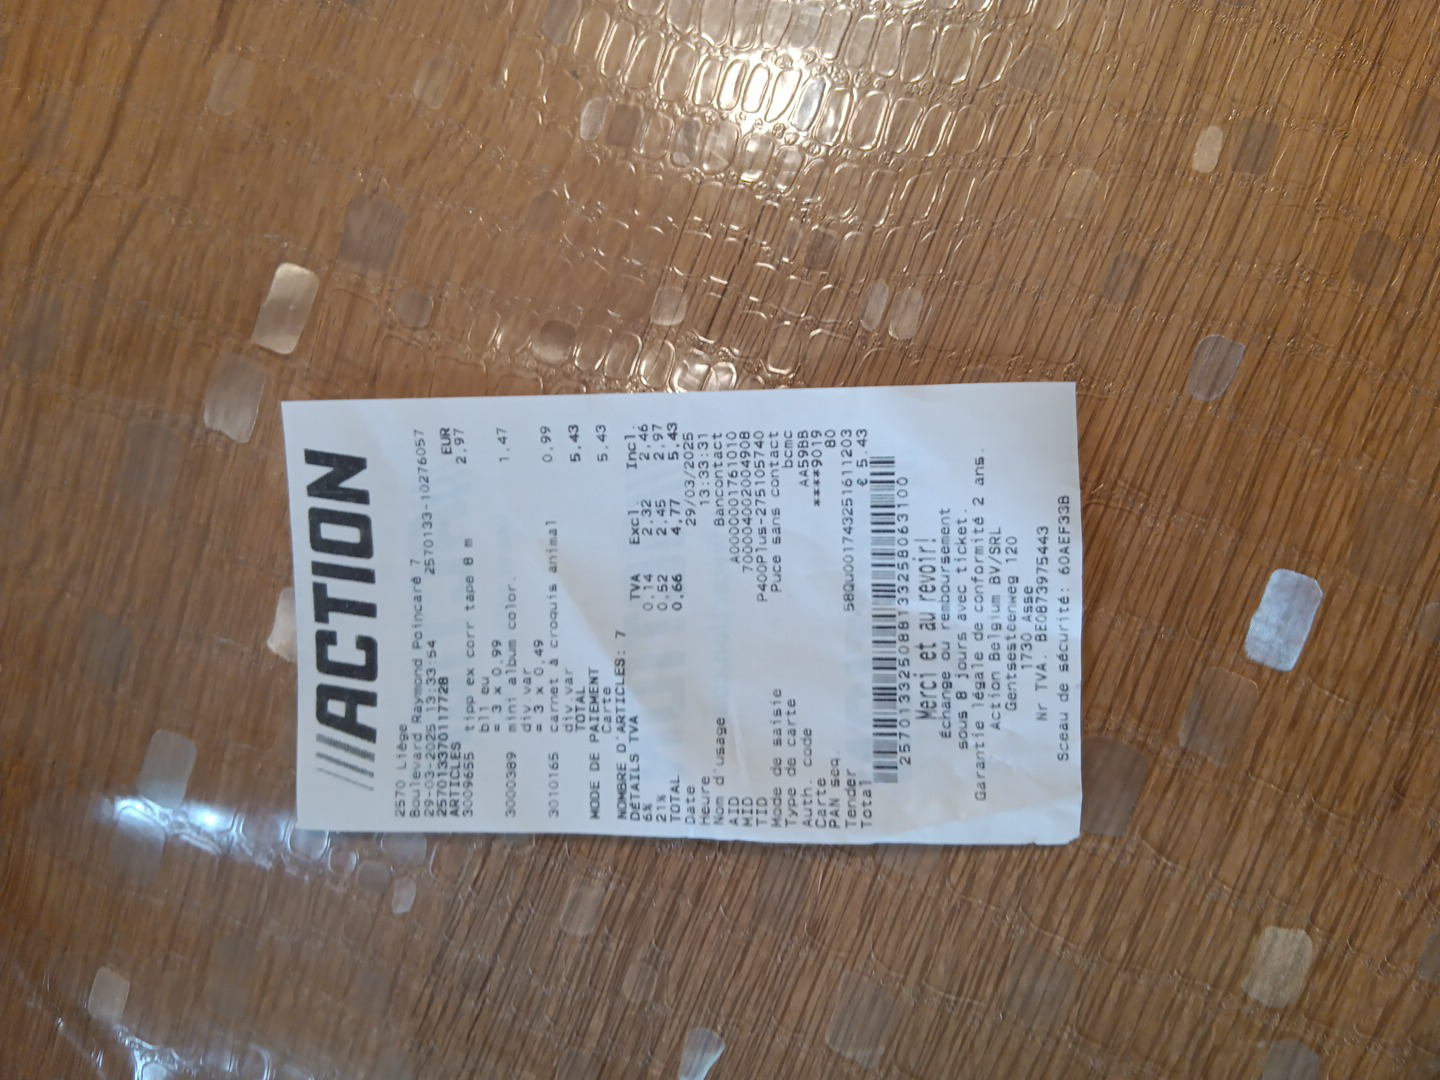 ACTION
2570 Liège
Boulevard Raymond Poincaré 7
29-03-2025 13:33:54 2570133-10276057
2570133701177​28
ARTICLES EUR
3009655 tipp ex corr tape 8 m 2.97
bli eu
= 3 x 0.99
3000389 mini album color. 1.47
div.var
= 3 x 0.49
3010165 carnet à croquis animal 0.99
div.var
TOTAL 5.43
MODE DE PAIEMENT
Carte 5.43
NOMBRE D'ARTICLES: 7
DÉTAILS TVA TVA Excl. Incl.
6% 0.14 2.32 2.46
21% 0.52 2.45 2.97
TOTAL 0.66 4.77 5.43
Date 29/03/2025
Heure 13:33:31
Nom d'usage Bancontact
AID A0000001761010
MID 70000402004908
TID P400Plus-275105740
Mode de saisie Puce sans contact
Type de carte bcmc
Auth. code AA59BB
Carte ****9019
PAN seq. 80
Tender 58Qu001743251611203
Total € 5.43
2570133250881332580​63100
Merci et au revoir!
Échange ou remboursement
sous 8 jours avec ticket.
Garantie légale de conformité 2 ans.
Action Belgium BV/SRL
Gentsesteenweg 120
1730 Asse
Nr TVA. BE0873975443
Sceau de sécurité: 60AEF33B